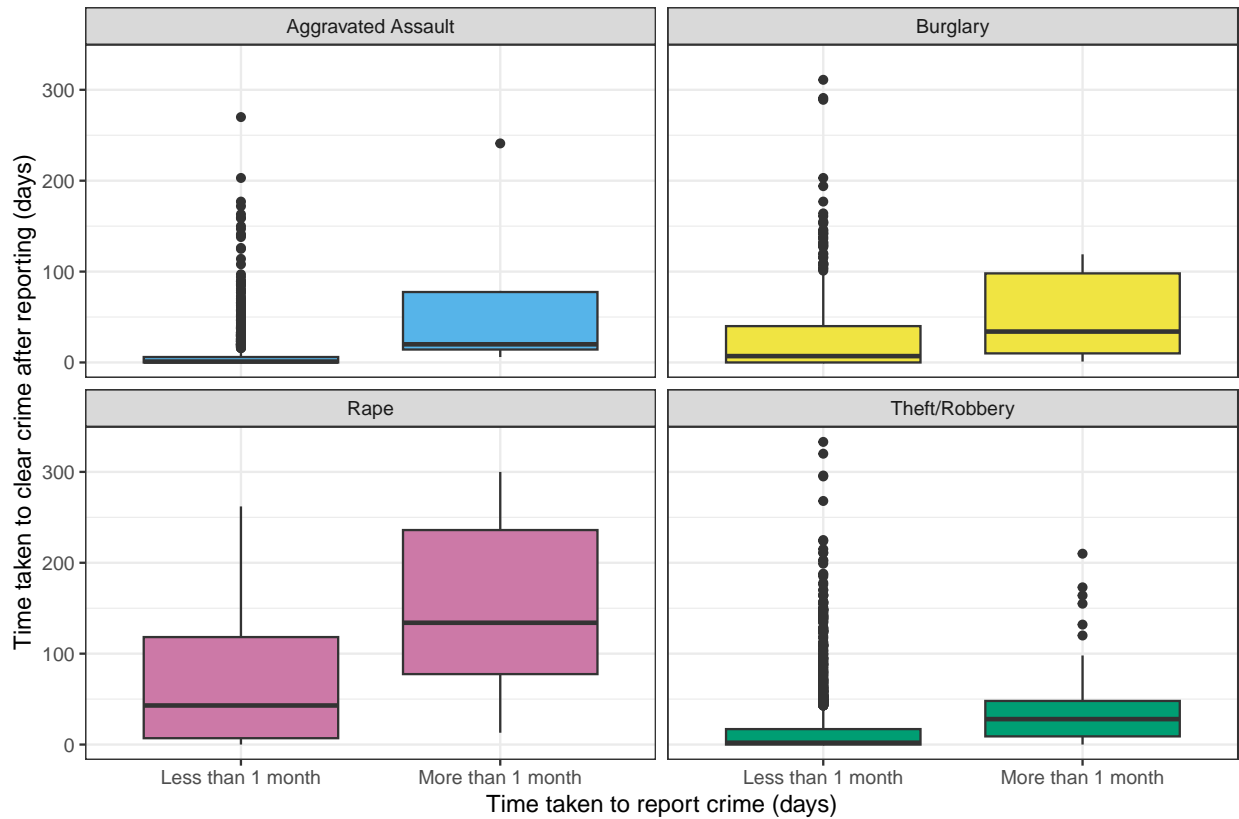 Aggravated Assault
Burglary
300
200
100
0
Rape
Theft/Robbery
300
200
100
0
Less than 1 month
More than 1 month
Less than 1 month
More than 1 month
Time taken to report crime (days)
Time taken to clear crime after reporting (days)